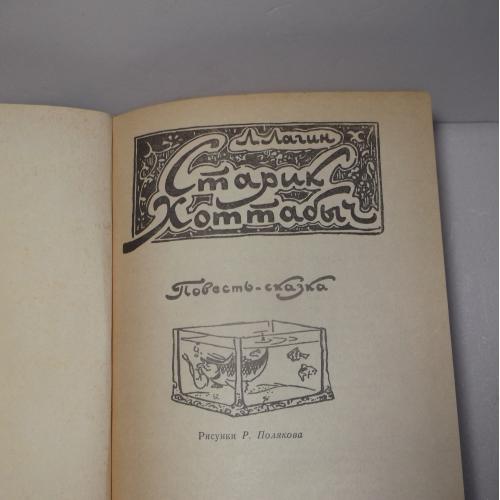 Л. Лагин
Старик
Хоттабыч
Повесть-сказка
Рисунки Р. Полякова